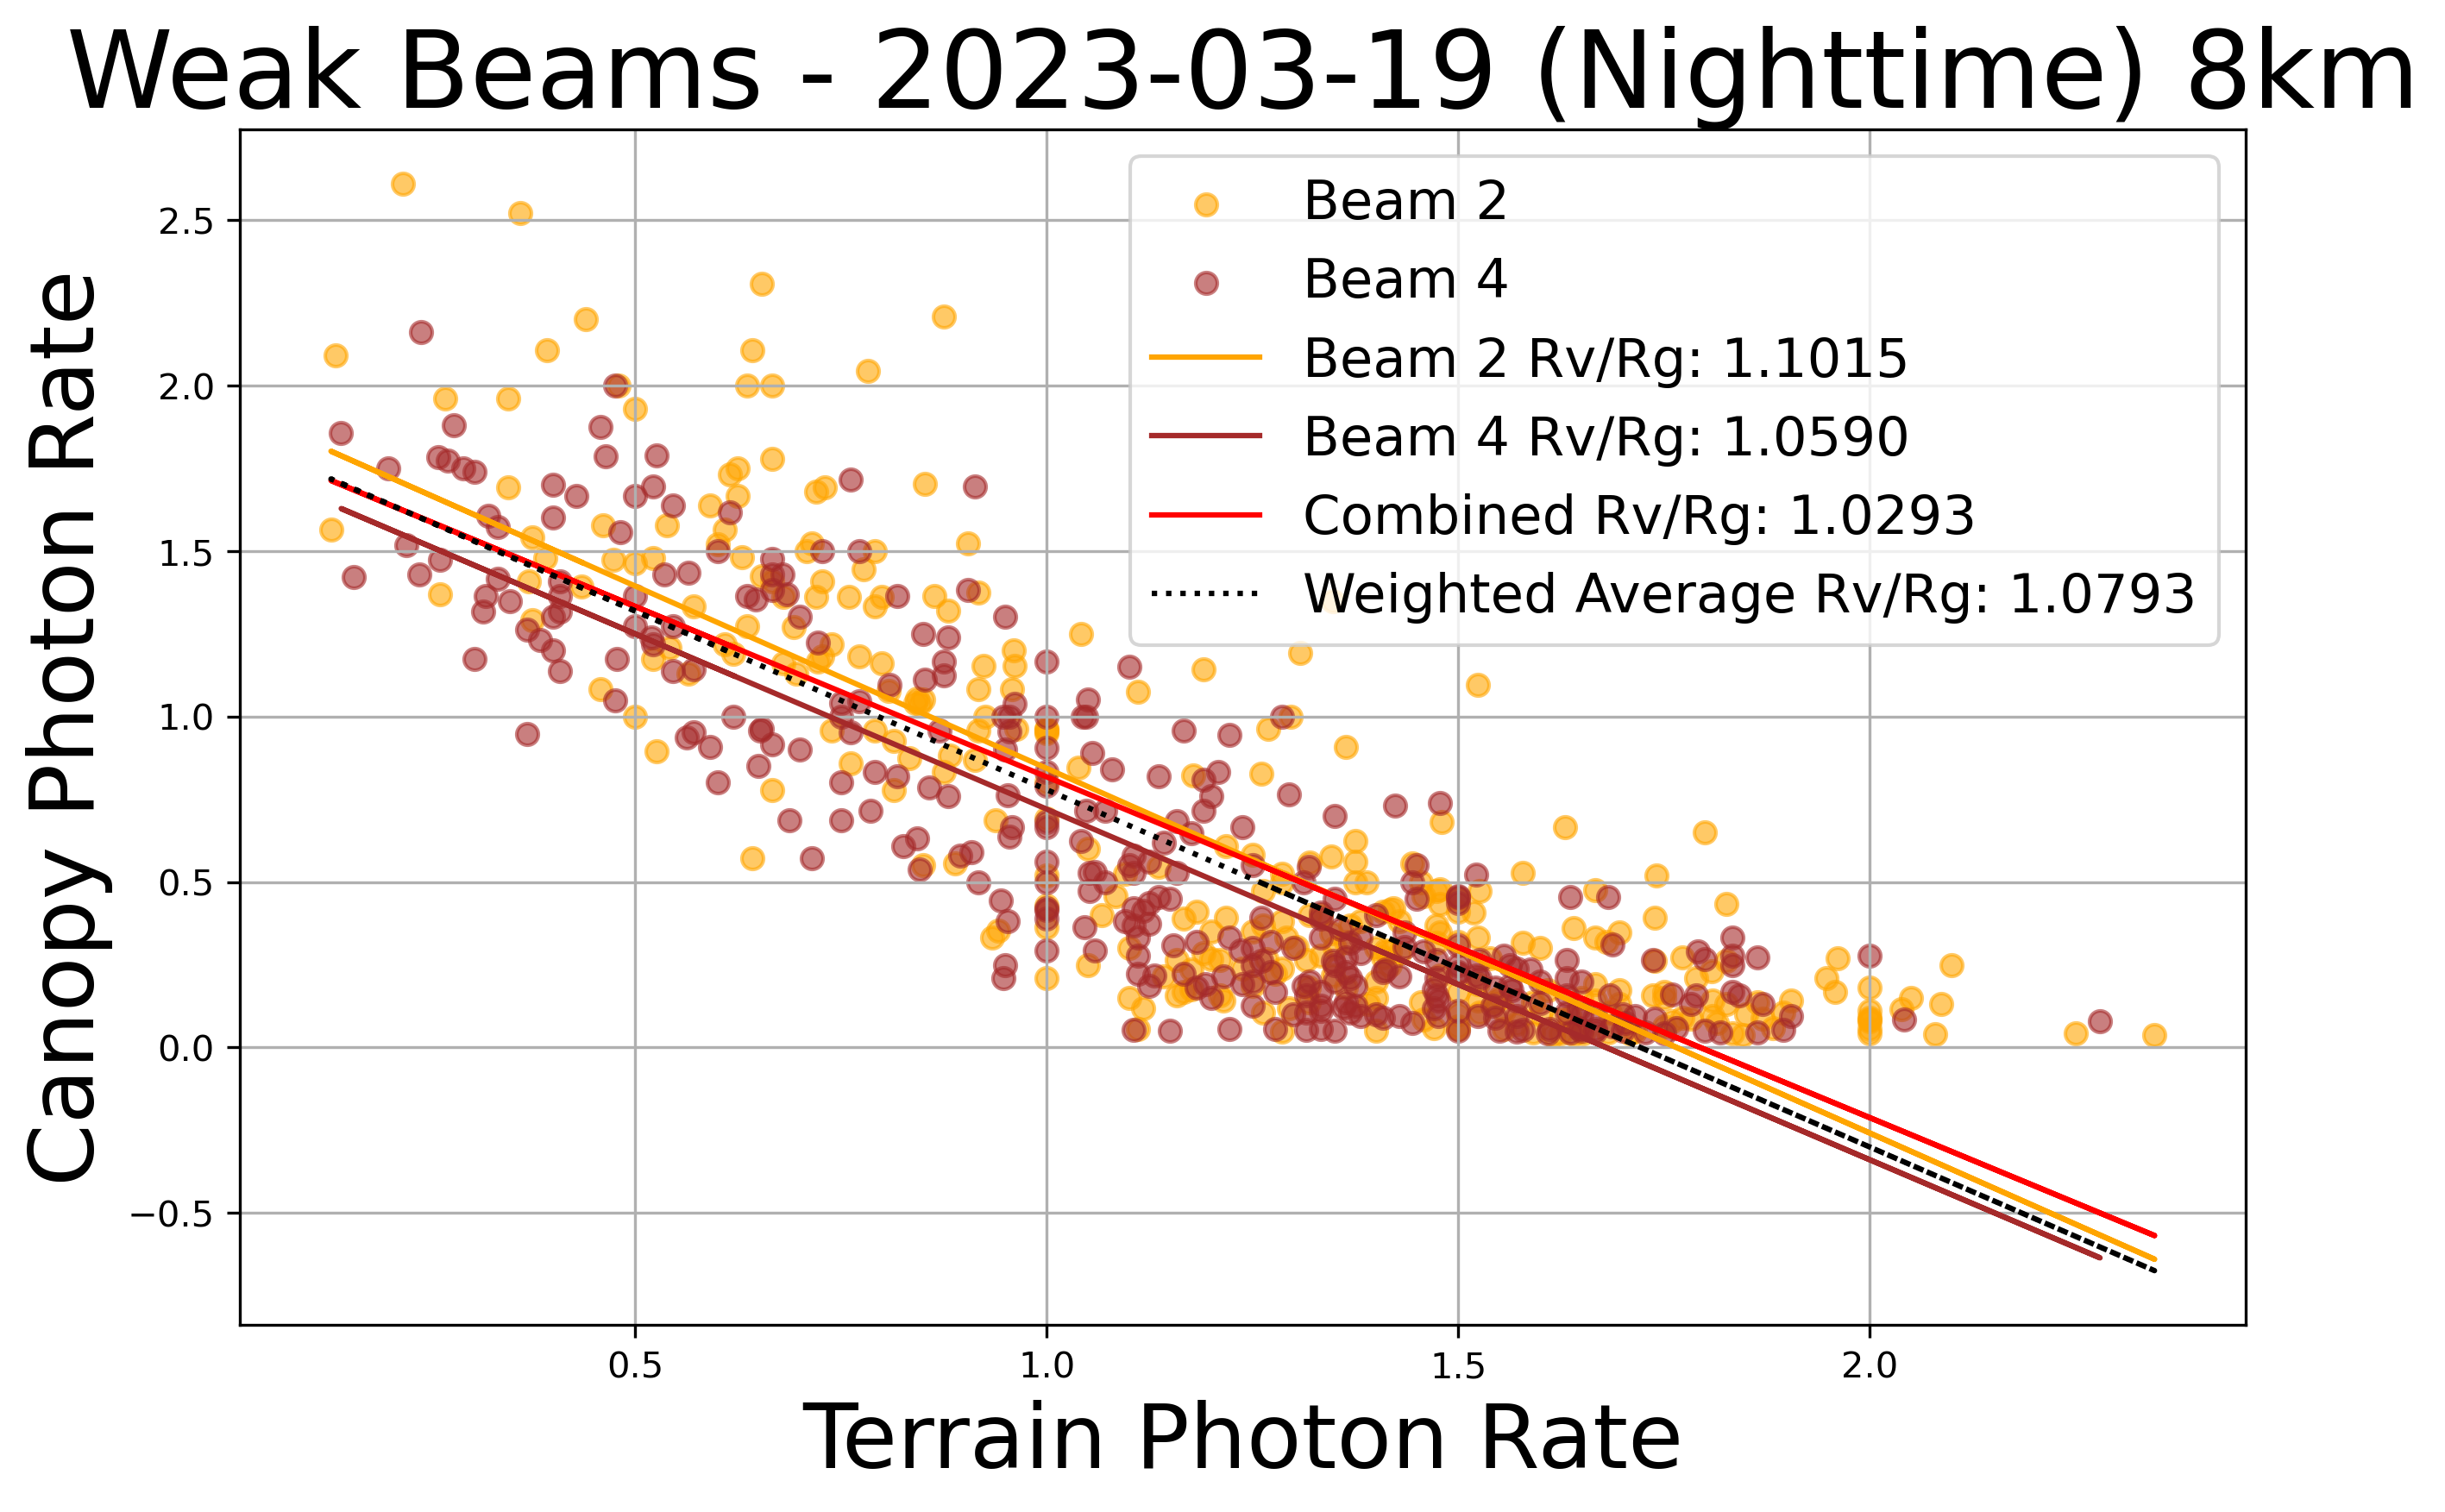 Weak Beams - 2023-03-19 (Nighttime) 8km
Beam 2
Beam 4
Beam 2 Rv/Rg: 1.1015
Beam 4 Rv/Rg: 1.0590
Combined Rv/Rg: 1.0293
Weighted Average Rv/Rg: 1.0793
Canopy Photon Rate
2.5
2.0
1.5
1.0
0.5
0.0
−0.5
0.5 1.0 1.5 2.0
Terrain Photon Rate